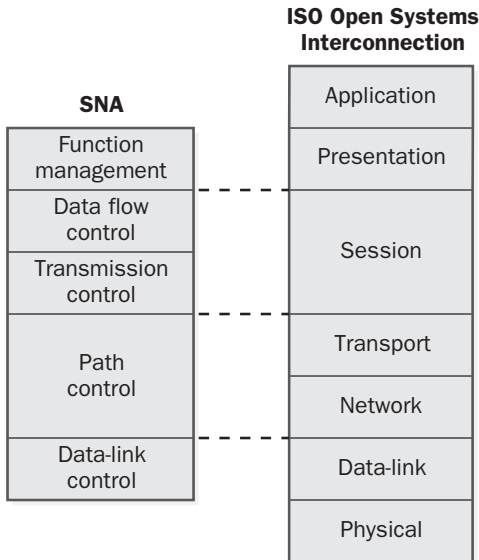 ISO Open Systems
Interconnection
SNA
Function
management
Data flow
control
Transmission
control
Path
control
Data-link
control
Application
Presentation
Session
Transport
Network
Data-link
Physical